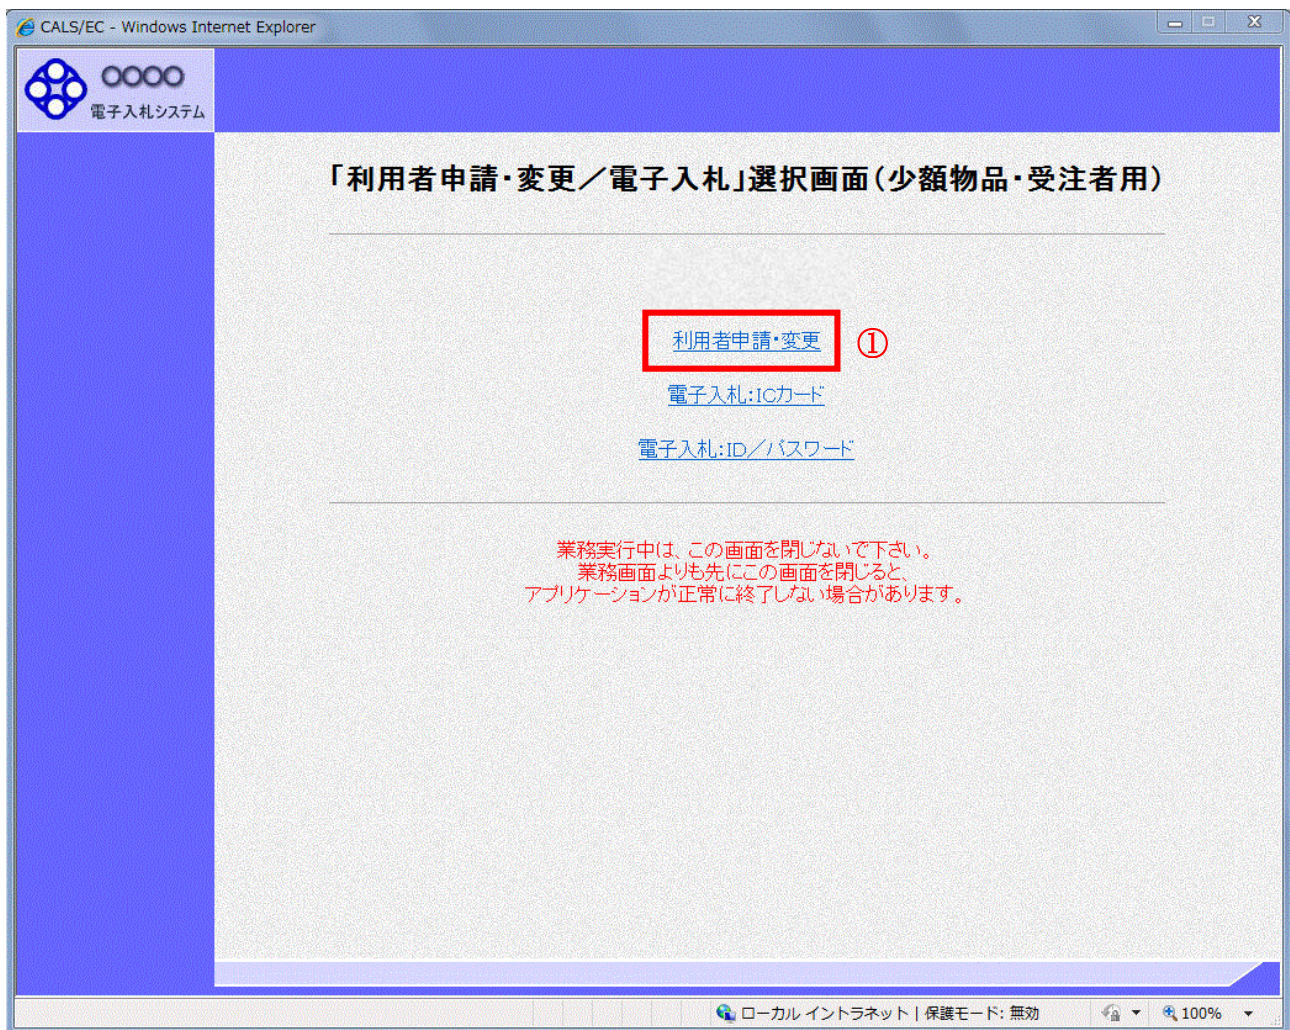 CALS/EC - Windows Internet Explorer
○○○○
電子入札システム
「利用者申請・変更／電子入札」選択画面（少額物品・受注者用）
利用者申請・変更 ①
電子入札:ICカード
電子入札:ID／パスワード
業務実行中は、この画面を閉じないで下さい。
業務画面よりも先にこの画面を閉じると、
アプリケーションが正常に終了しない場合があります。
ローカル イントラネット | 保護モード: 無効
100%